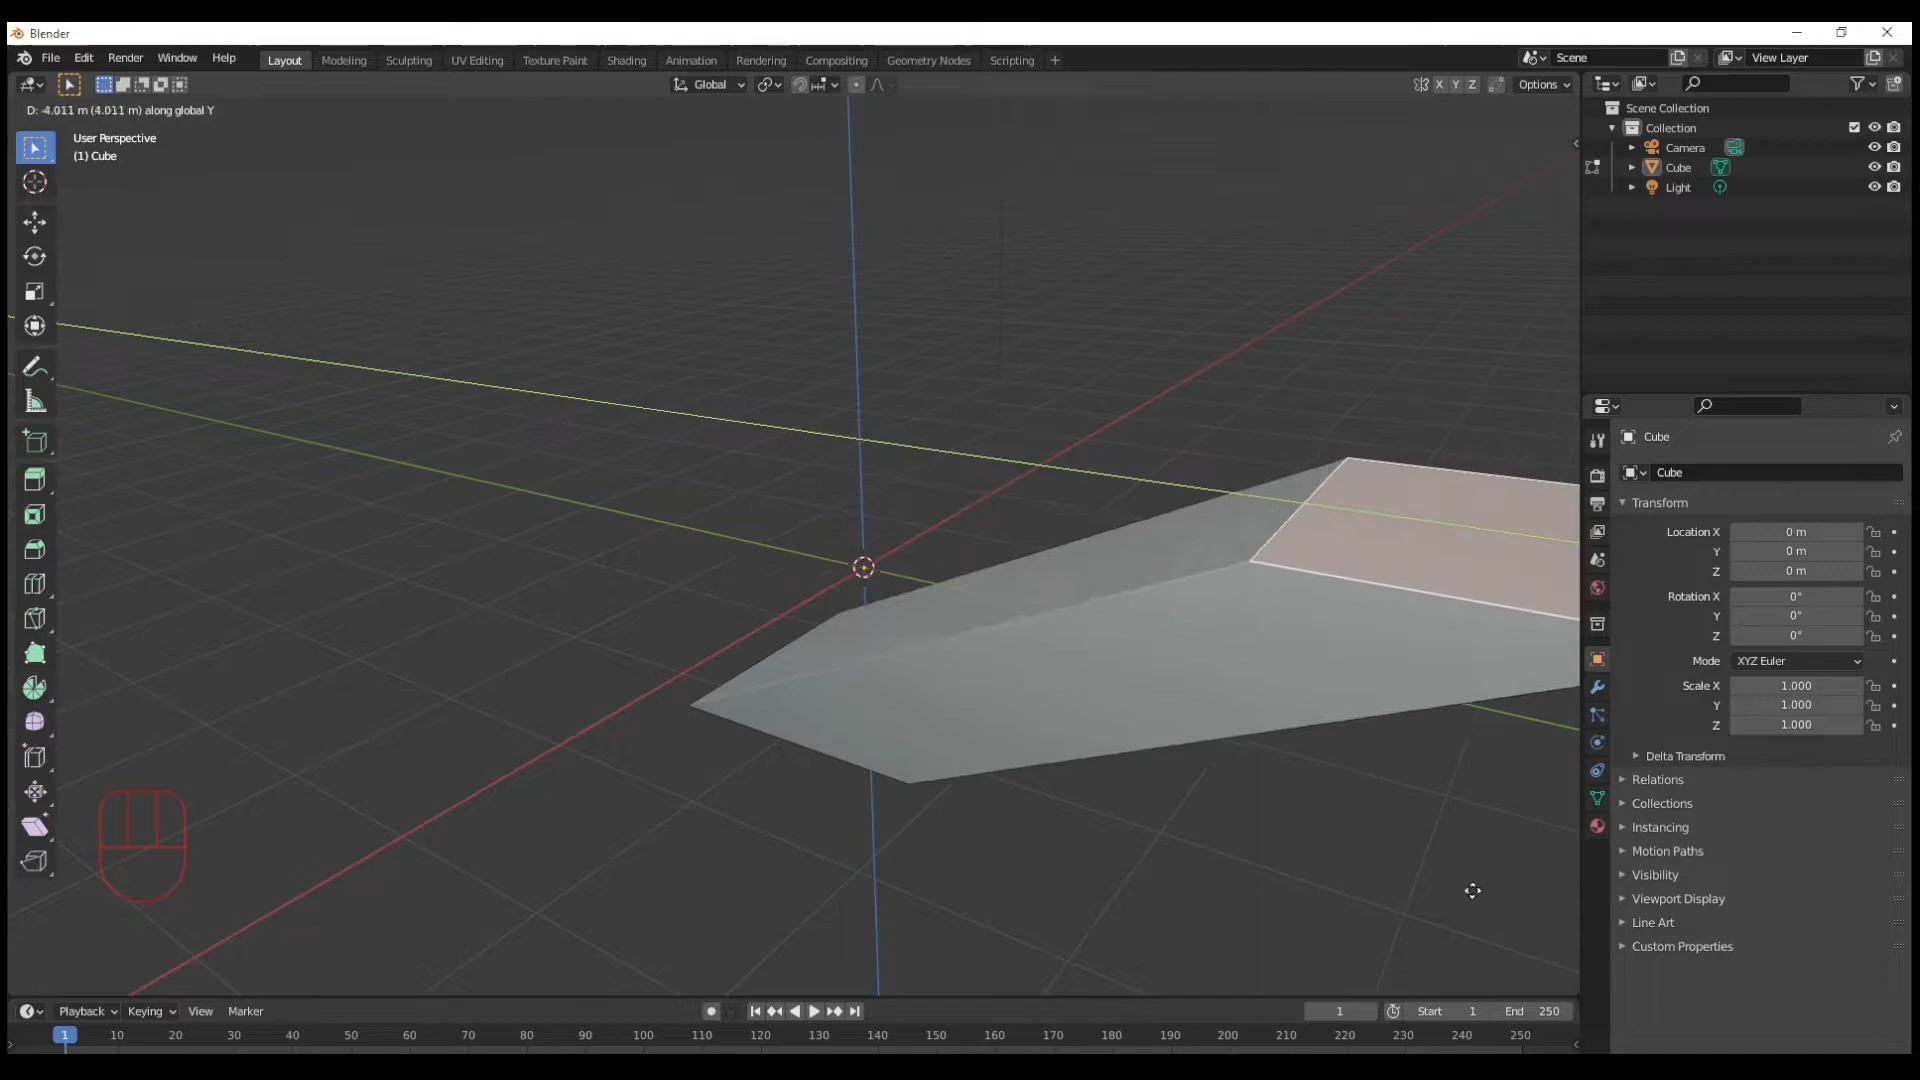 Blender
File Edit Render Window Help
Layout Modeling Sculpting UV Editing Texture Paint Shading Animation Rendering Compositing Geometry Nodes Scripting +
Scene
View Layer
Global
X Y Z
Options
D: -4.011 m (4.011 m) along global Y
User Perspective
(1) Cube
Scene Collection
Collection
Camera
Cube
Light
Cube
Cube
Transform
Location X 0 m
Y 0 m
Z 0 m
Rotation X 0°
Y 0°
Z 0°
Mode XYZ Euler
Scale X 1.000
Y 1.000
Z 1.000
Delta Transform
Relations
Collections
Instancing
Motion Paths
Visibility
Viewport Display
Line Art
Custom Properties
Playback Keying View Marker
1 Start 1 End 250
1 10 20 30 40 50 60 70 80 90 100 110 120 130 140 150 160 170 180 190 200 210 220 230 240 250